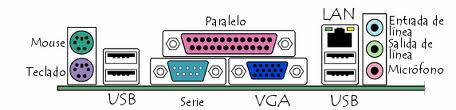 Paralelo
LAN
Entrada de
línea
Salida de
línea
Micrófono
Mouse
Teclado
USB
Serie
VGA
USB